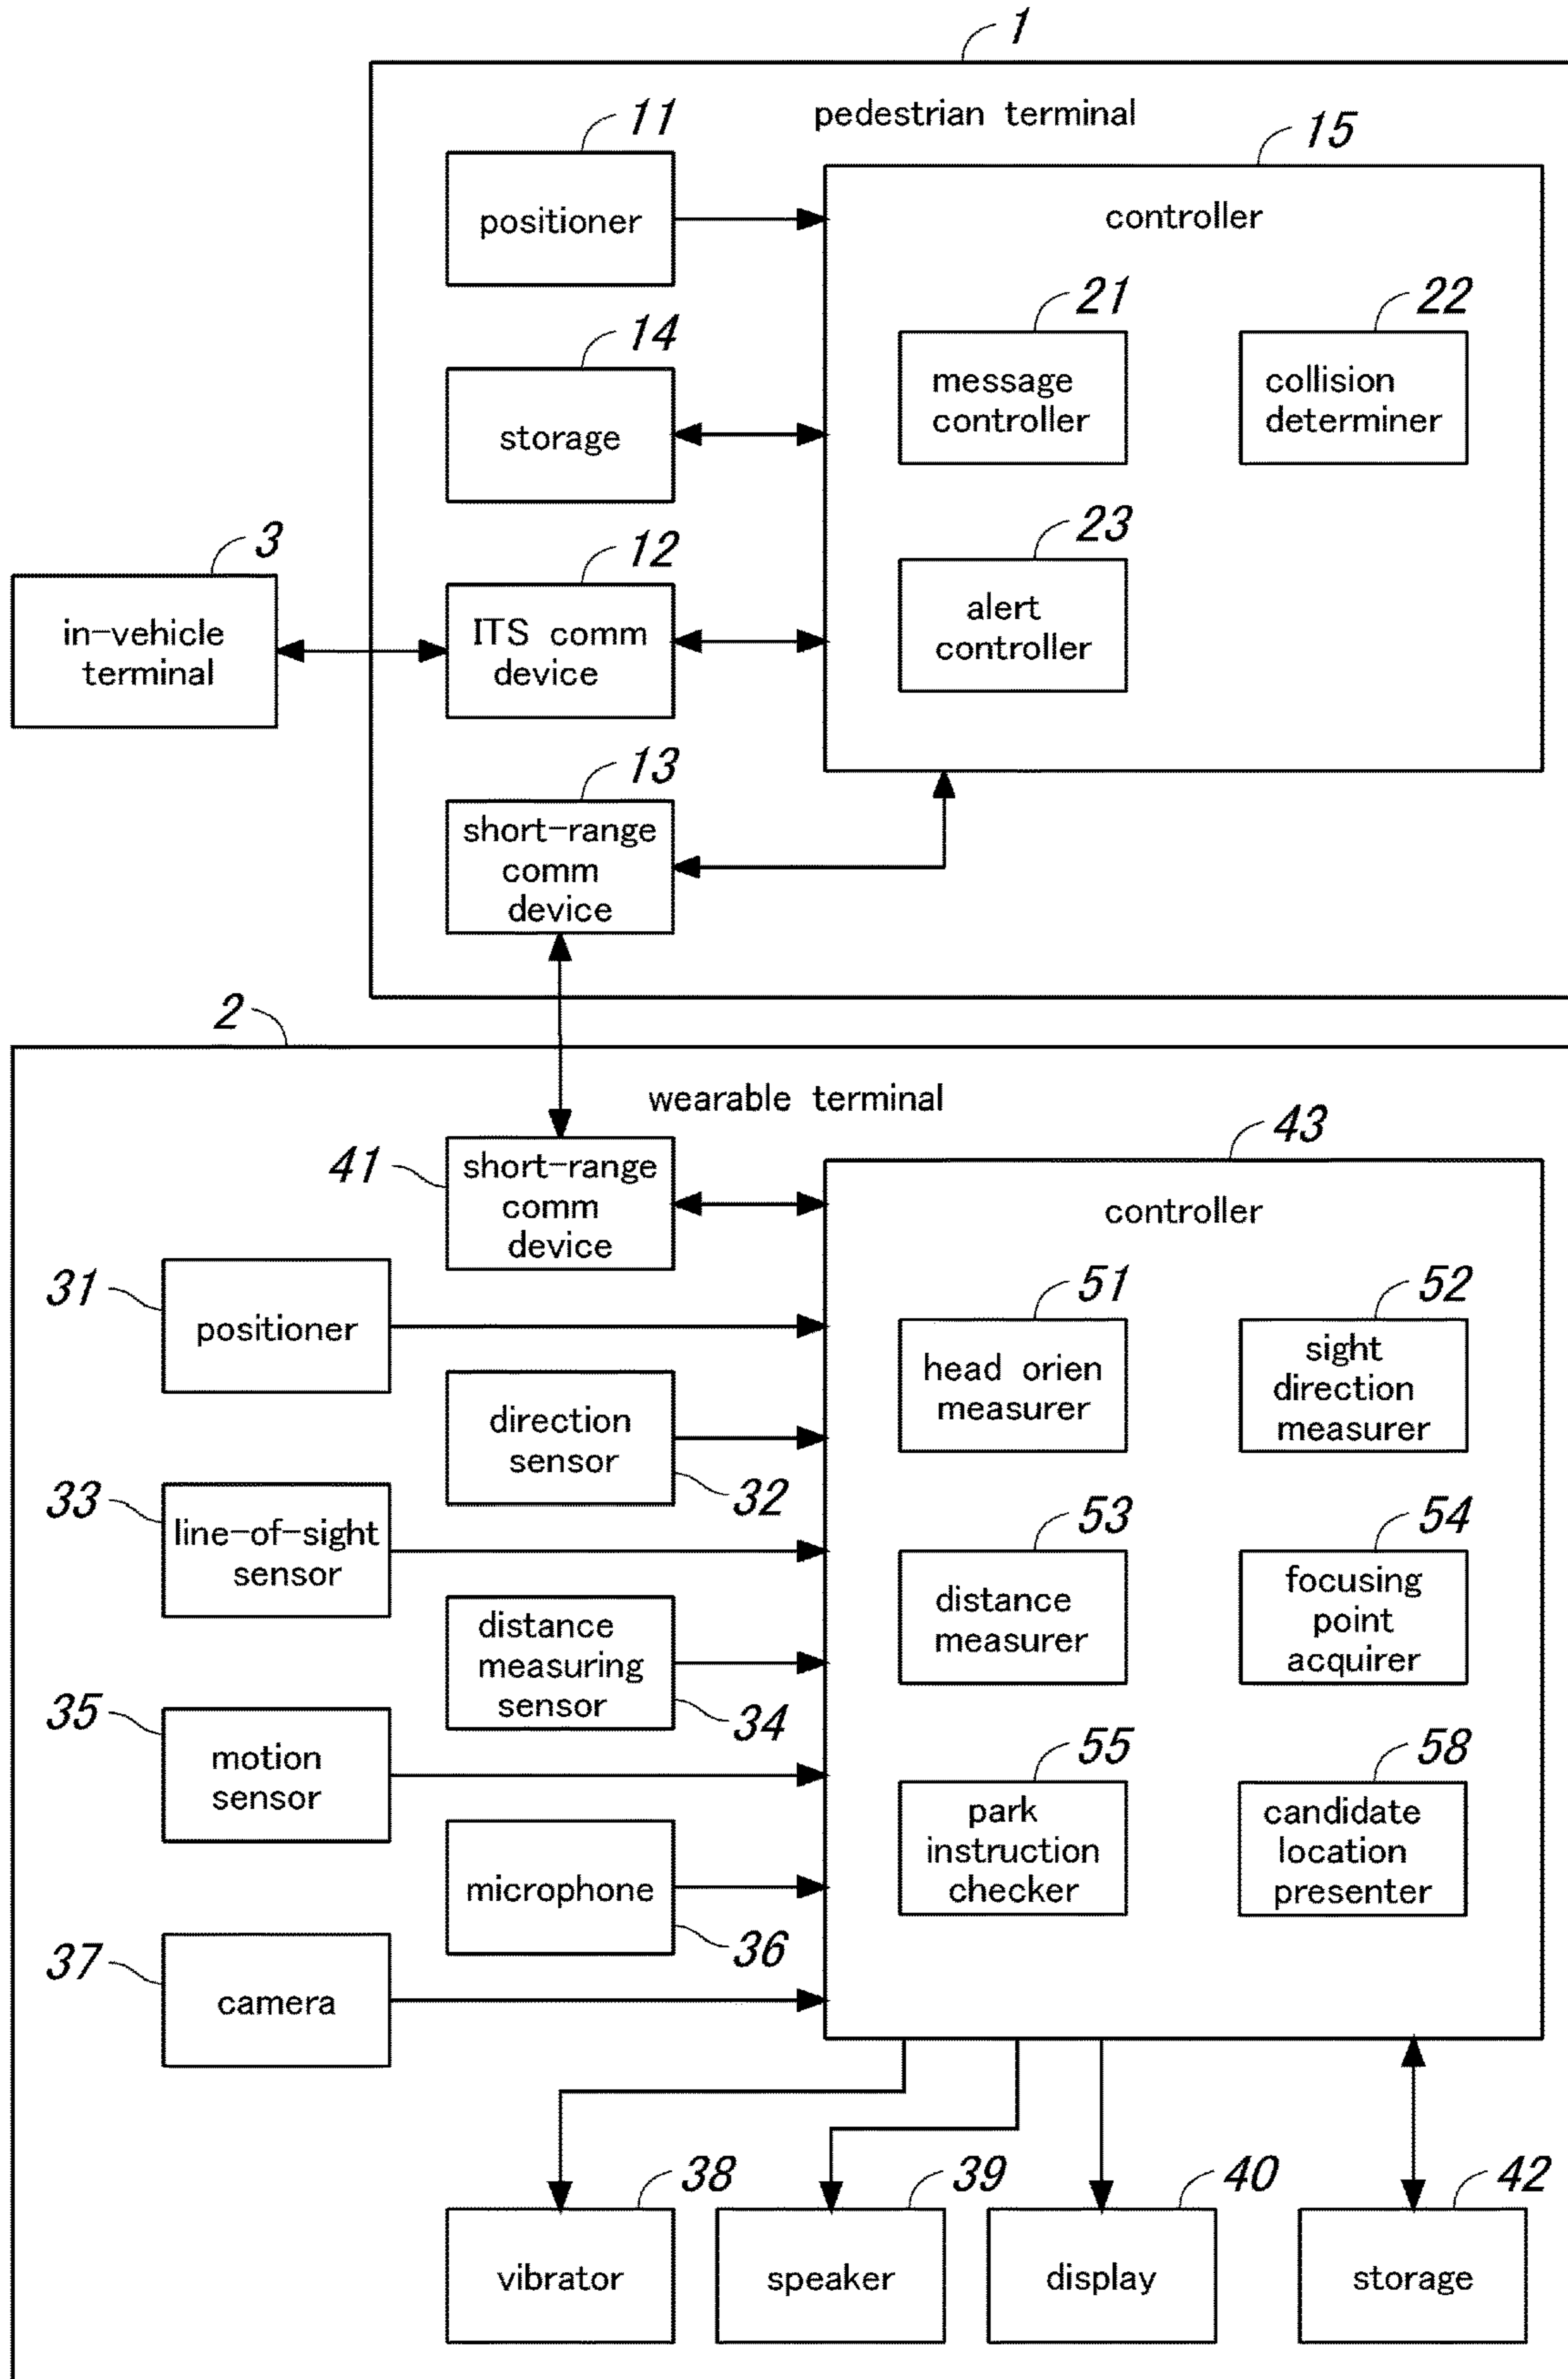 1
pedestrian terminal
11
positioner
15
controller
14
storage
21
message
controller
22
collision
determiner
3
in-vehicle
terminal
12
ITS comm
device
23
alert
controller
13
short-range
comm
device
2
wearable terminal
41
short-range
comm
device
43
controller
31
positioner
51
head orien
measurer
52
sight
direction
measurer
direction
sensor
32
33
line-of-sight
sensor
53
distance
measurer
54
focusing
point
acquirer
distance
measuring
sensor
34
35
motion
sensor
55
park
instruction
checker
58
candidate
location
presenter
microphone
36
37
camera
38
vibrator
39
speaker
40
display
42
storage